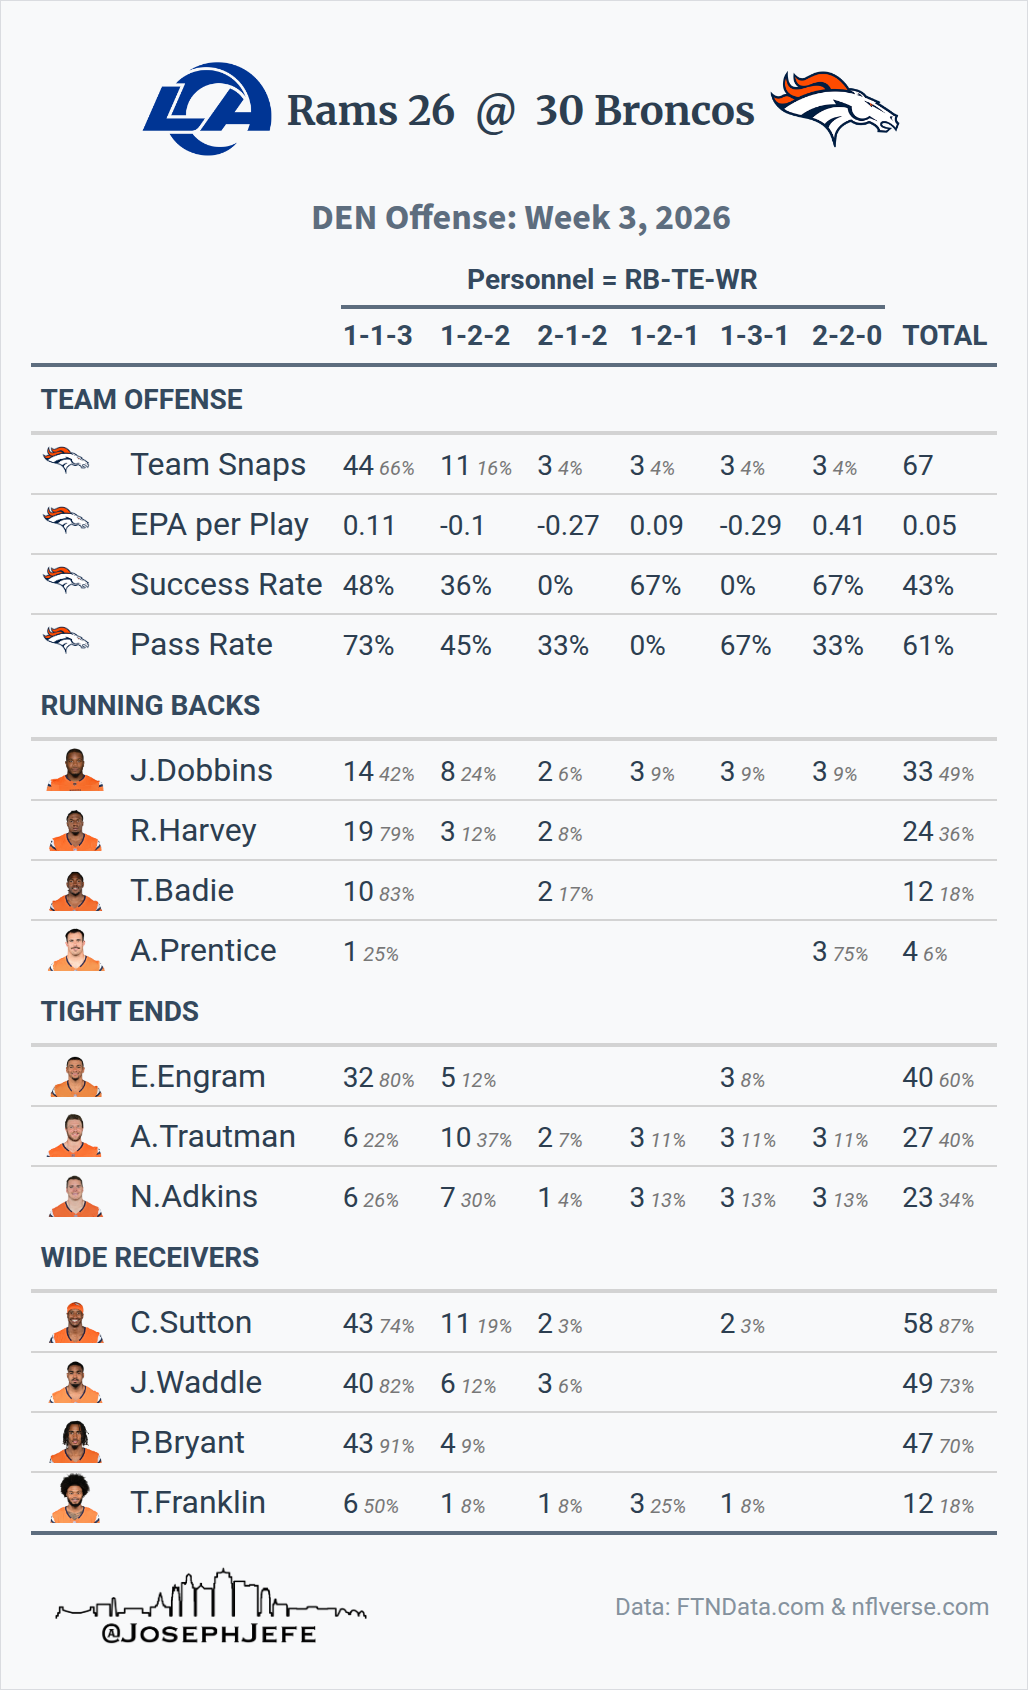 LA
Rams 26 @ 30 Broncos
DEN Offense: Week 3, 2026
Personnel = RB-TE-WR
1-1-3 1-2-2 2-1-2 1-2-1 1-3-1 2-2-0 TOTAL
TEAM OFFENSE
Team Snaps 44 66% 11 16% 3 4% 3 4% 3 4% 3 4% 67
EPA per Play 0.11 -0.1 -0.27 0.09 -0.29 0.41 0.05
Success Rate 48% 36% 0% 67% 0% 67% 43%
Pass Rate 73% 45% 33% 0% 67% 33% 61%
RUNNING BACKS
J.Dobbins 14 42% 8 24% 2 6% 3 9% 3 9% 3 9% 33 49%
R.Harvey 19 79% 3 12% 2 8% 24 36%
T.Badie 10 83% 2 17% 12 18%
A.Prentice 1 25% 3 75% 4 6%
TIGHT ENDS
E.Engram 32 80% 5 12% 3 8% 40 60%
A.Trautman 6 22% 10 37% 2 7% 3 11% 3 11% 3 11% 27 40%
N.Adkins 6 26% 7 30% 1 4% 3 13% 3 13% 3 13% 23 34%
WIDE RECEIVERS
C.Sutton 43 74% 11 19% 2 3% 2 3% 58 87%
J.Waddle 40 82% 6 12% 3 6% 49 73%
P.Bryant 43 91% 4 9% 47 70%
T.Franklin 6 50% 1 8% 1 8% 3 25% 1 8% 12 18%
@JOSEPHJEFE
Data: FTNData.com & nflverse.com